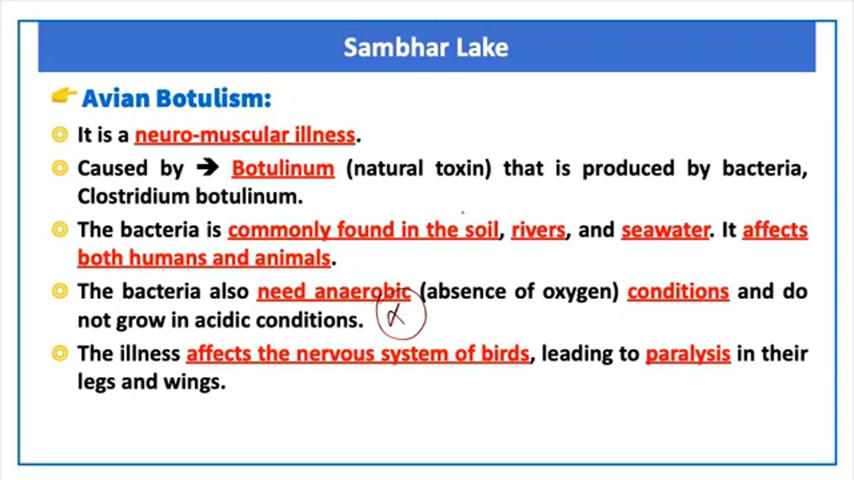 Sambhar Lake
Avian Botulism:
It is a neuro-muscular illness.
Caused by ➔ Botulinum (natural toxin) that is produced by bacteria,
Clostridium botulinum.
The bacteria is commonly found in the soil, rivers, and seawater. It affects
both humans and animals.
The bacteria also need anaerobic (absence of oxygen) conditions and do
not grow in acidic conditions.
The illness affects the nervous system of birds, leading to paralysis in their
legs and wings.